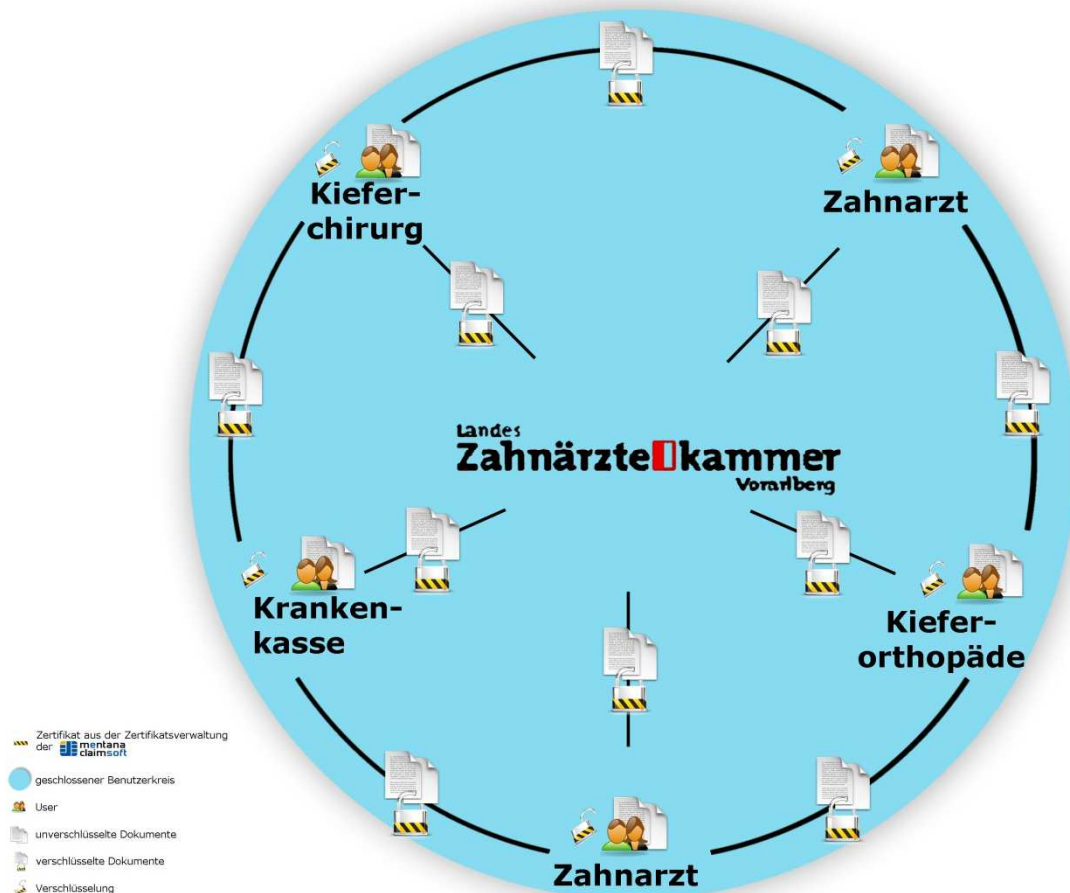 Kiefer-
chirurg
Zahnarzt
Landes
Zahnärztekammer
Vorarlberg
Kranken-
kasse
Kiefer-
orthopäde
Zahnarzt
Zertifikat aus der Zertifikatsverwaltung
der mentana
claimsoft
geschlossener Benutzerkreis
User
unverschlüsselte Dokumente
verschlüsselte Dokumente
Verschlüsselung